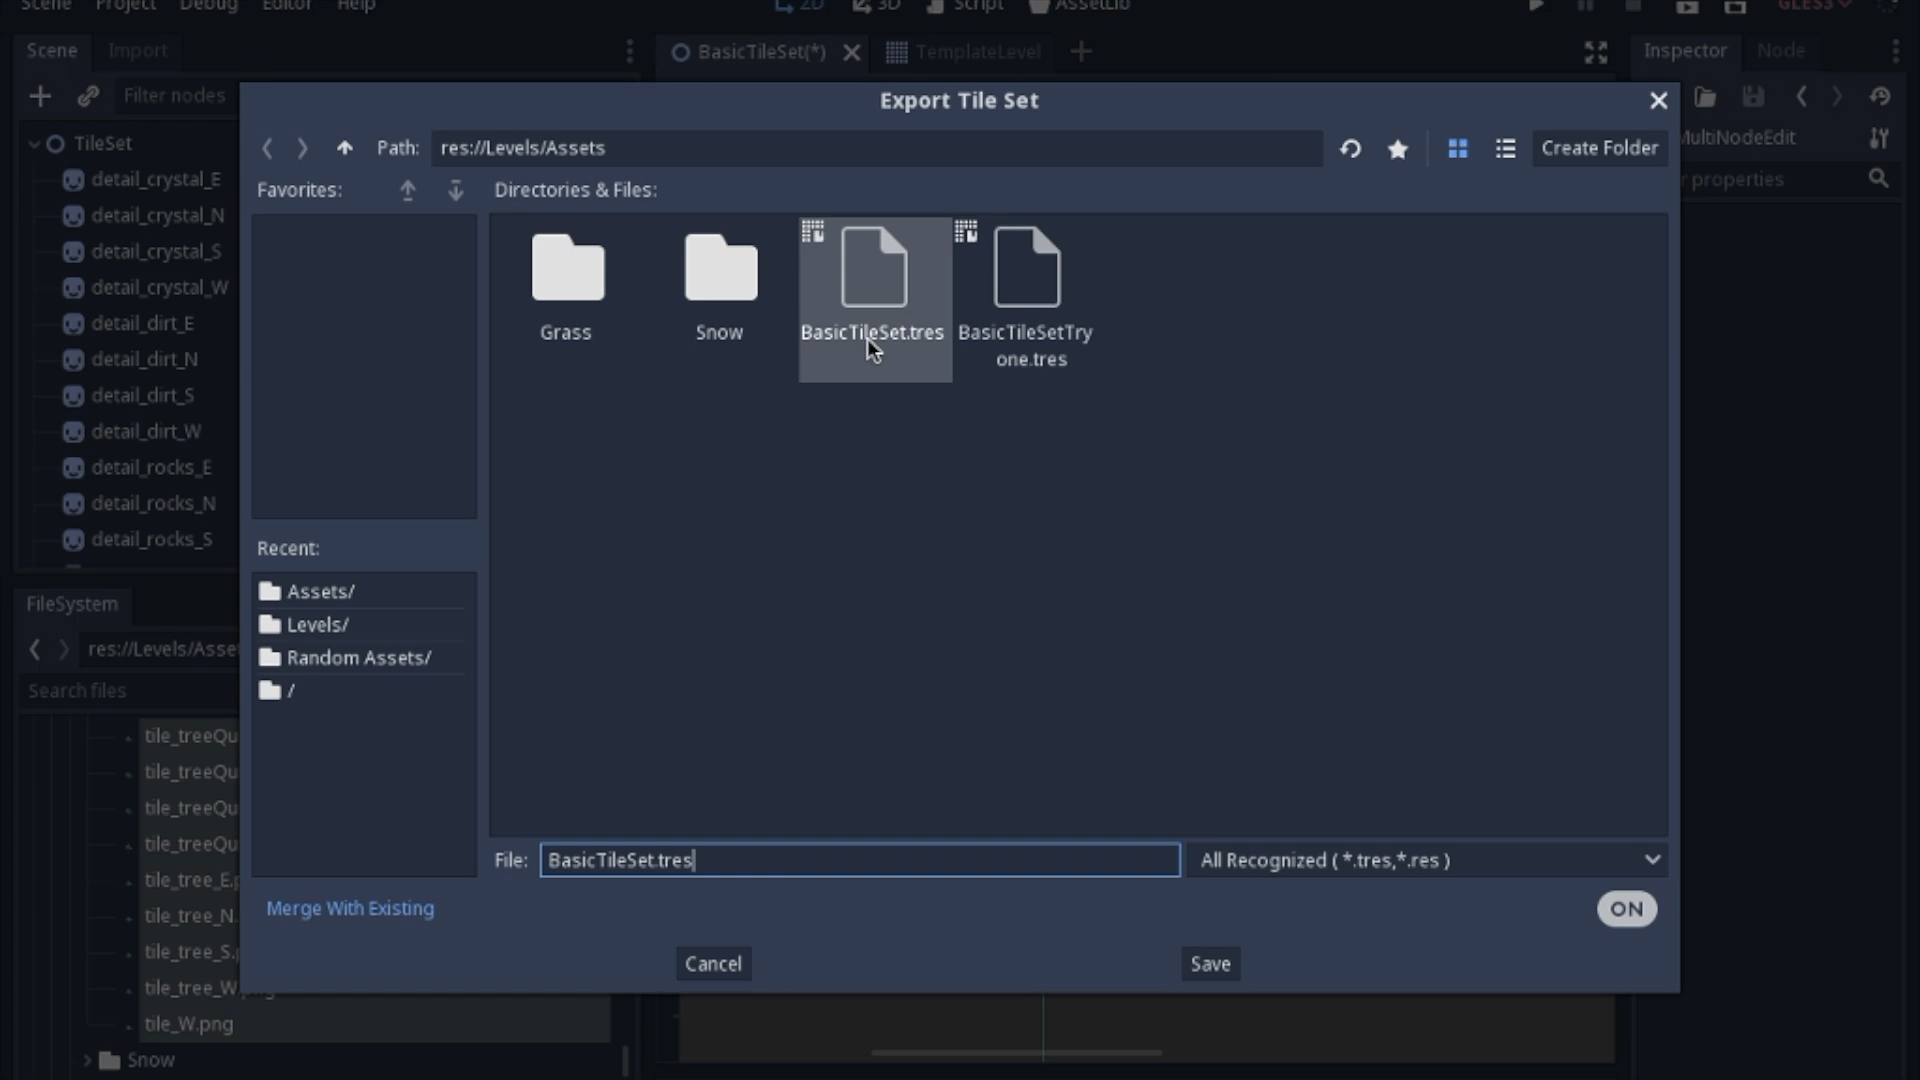 Scene Project Debug Editor Help
2D 3D Script AssetLib
GLES3
Scene Import
BasicTileSet(*) TemplateLevel
Inspector Node
Filter nodes
MultiNodeEdit
properties
TileSet
detail_crystal_E
detail_crystal_N
detail_crystal_S
detail_crystal_W
detail_dirt_E
detail_dirt_N
detail_dirt_S
detail_dirt_W
detail_rocks_E
detail_rocks_N
detail_rocks_S
Export Tile Set
Path: res://Levels/Assets
Create Folder
Favorites:
Directories & Files:
Grass
Snow
BasicTileSet.tres
BasicTileSetTry
one.tres
Recent:
Assets/
Levels/
Random Assets/
/
File: BasicTileSet.tres
All Recognized ( *.tres,*.res )
Merge With Existing
ON
Cancel
Save
FileSystem
res://Levels/Asse
Search files
tile_treeQu
tile_treeQu
tile_treeQu
tile_treeQu
tile_tree_E.p
tile_tree_N.
tile_tree_S.p
tile_tree_W.png
tile_W.png
Snow